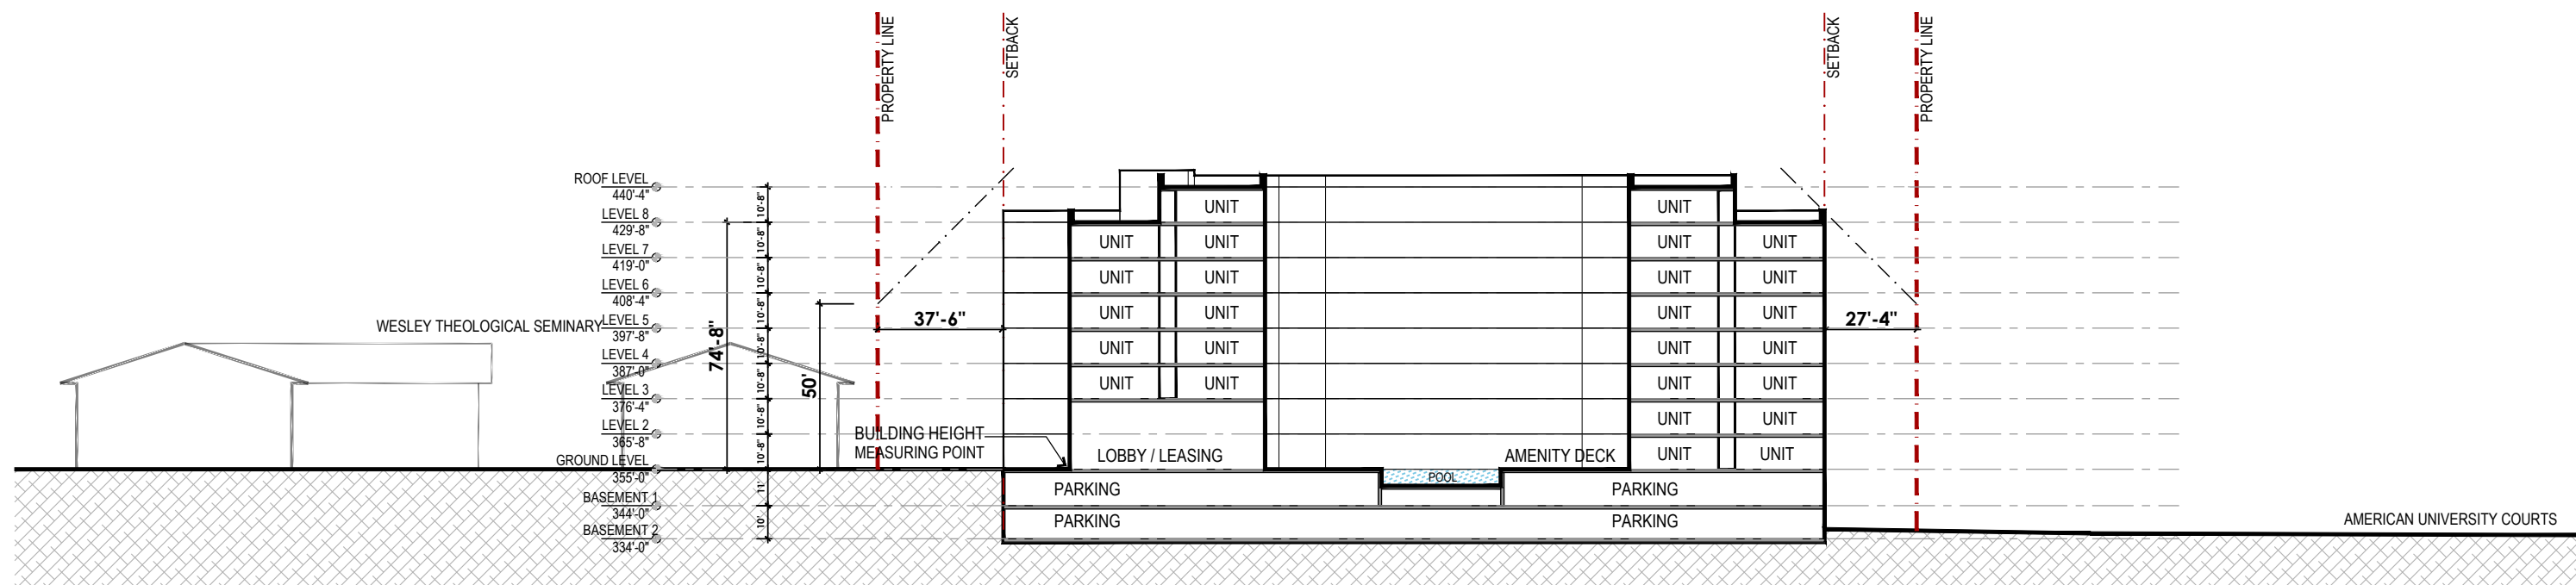 PROPERTY LINE
SETBACK
SETBACK
PROPERTY LINE
ROOF LEVEL
440'-4"
10'-8"
UNIT
UNIT
LEVEL 8
429'-8"
10'-8"
UNIT
UNIT
UNIT
UNIT
LEVEL 7
419'-0"
10'-8"
UNIT
UNIT
UNIT
UNIT
LEVEL 6
408'-4"
10'-8"
UNIT
UNIT
UNIT
UNIT
WESLEY THEOLOGICAL SEMINARY
LEVEL 5
397'-8"
37'-6"
27'-4"
74'-8"
10'-8"
UNIT
UNIT
UNIT
UNIT
LEVEL 4
387'-0"
50'
10'-8"
UNIT
UNIT
UNIT
UNIT
LEVEL 3
376'-4"
10'-8"
UNIT
UNIT
LEVEL 2
365'-8"
10'-8"
BUILDING HEIGHT
MEASURING POINT
LOBBY / LEASING
AMENITY DECK
UNIT
UNIT
GROUND LEVEL
355'-0"
11'
POOL
PARKING
PARKING
BASEMENT 1
344'-0"
10'
PARKING
PARKING
BASEMENT 2
334'-0"
AMERICAN UNIVERSITY COURTS